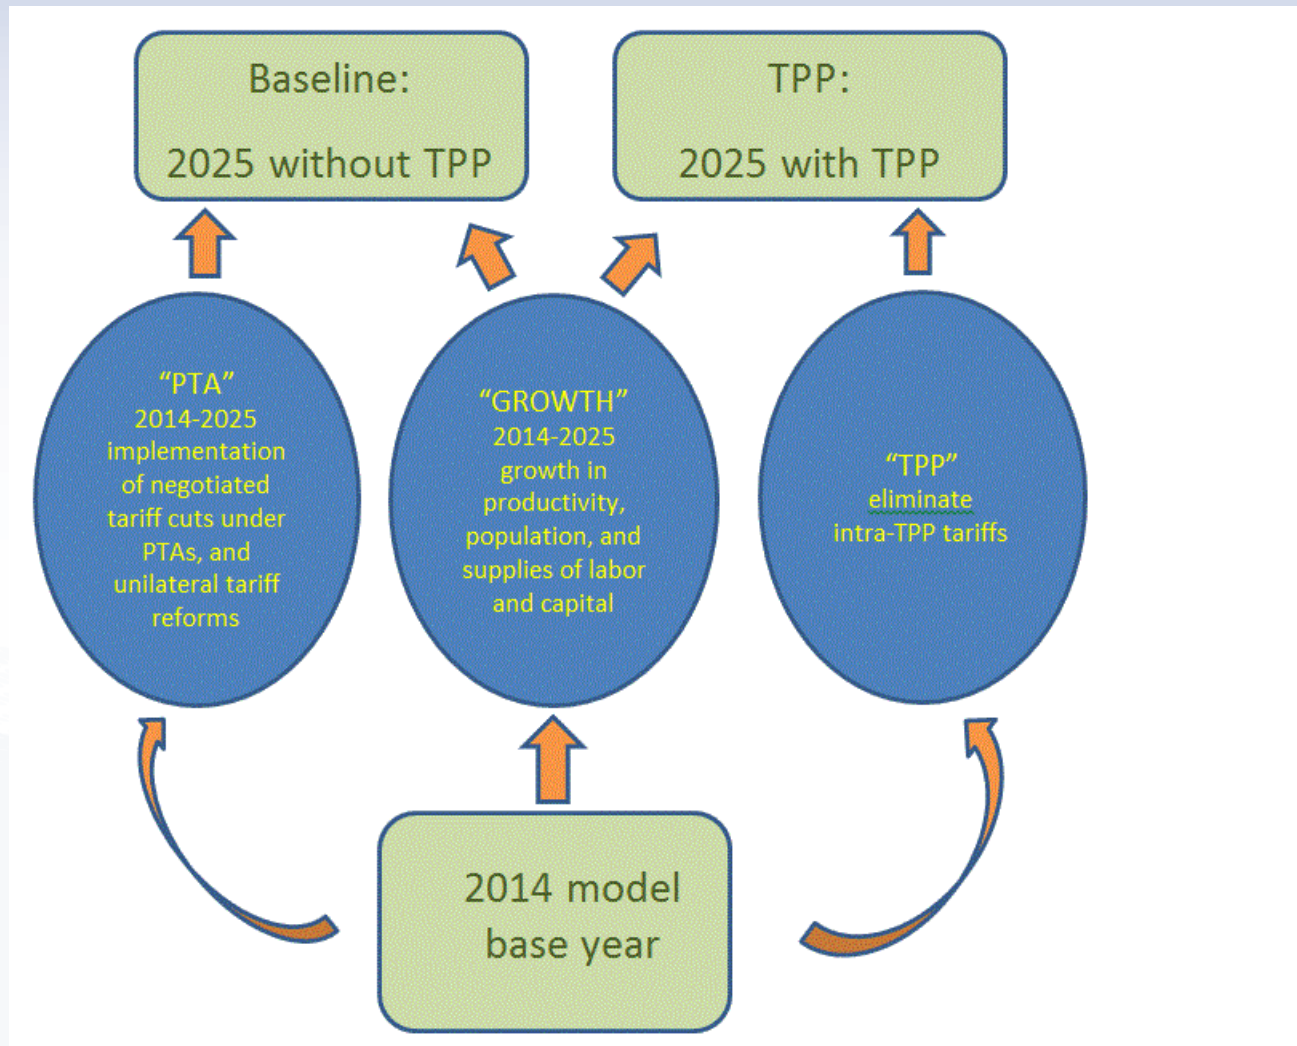 Baseline:
2025 without TPP
TPP:
2025 with TPP
“PTA”
2014-2025
implementation
of negotiated
tariff cuts under
PTAs, and
unilateral tariff
reforms
“GROWTH”
2014-2025
growth in
productivity,
population, and
supplies of labor
and capital
“TPP”
eliminate
intra-TPP tariffs
2014 model
base year